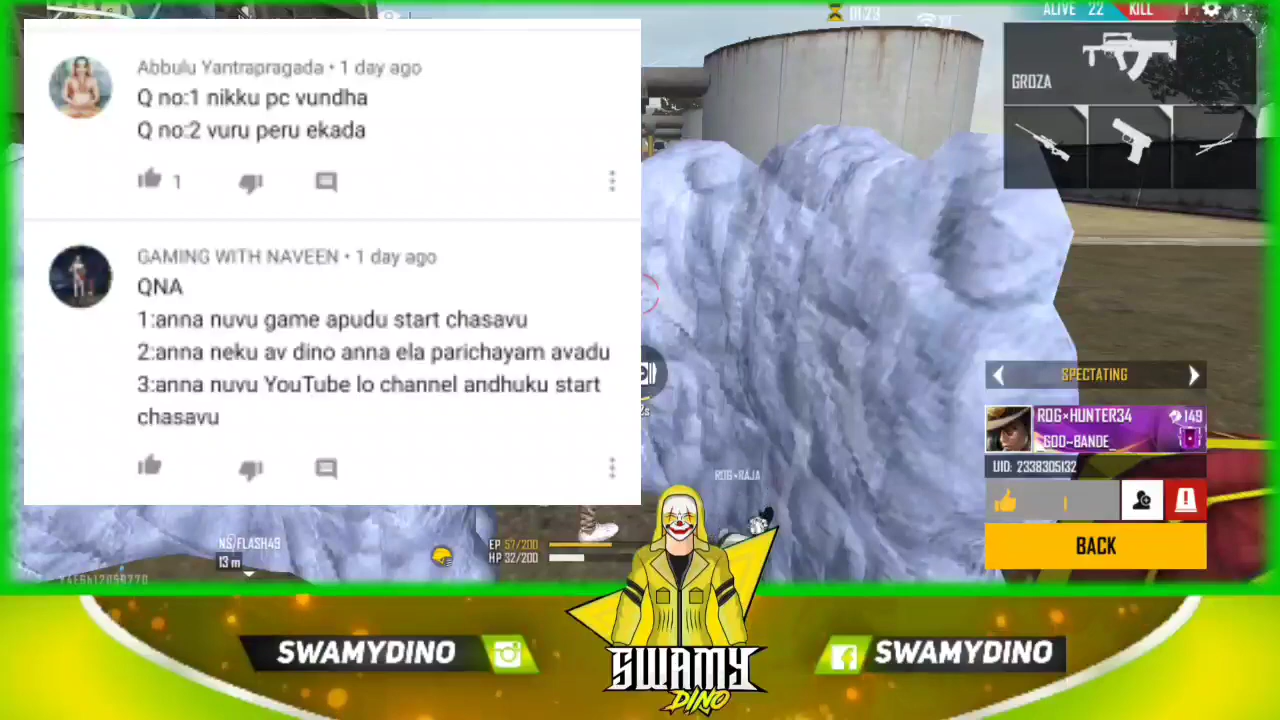 Abbulu Yantrapragada • 1 day ago
Q no:1 nikku pc vundha
Q no:2 vuru peru ekada
1
GAMING WITH NAVEEN • 1 day ago
QNA
1:anna nuvu game apudu start chasavu
2:anna neku av dino anna ela parichayam avadu
3:anna nuvu YouTube lo channel andhuku start
chasavu
01:23
ALIVE 22 KILL 1
GROZA
SPECTATING
ROG×HUNTER34 149
GOD~BANDE
UID: 2338305132
BACK
ROG×RAJA
NS/FLASH49
13 m
EP 57/200
HP 32/200
SWAMYDINO
SWAMY
DINO
SWAMYDINO